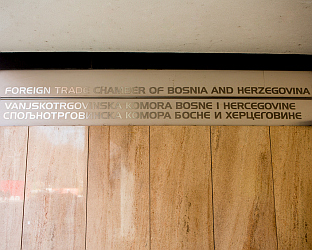 FOREIGN TRADE CHAMBER OF BOSNIA AND HERZEGOVINA
VANJSKOTRGOVINSKA KOMORA BOSNE I HERCEGOVINE
СПОЉНОТРГОВИНСКА КОМОРА БОСНЕ И ХЕРЦЕГОВИНЕ